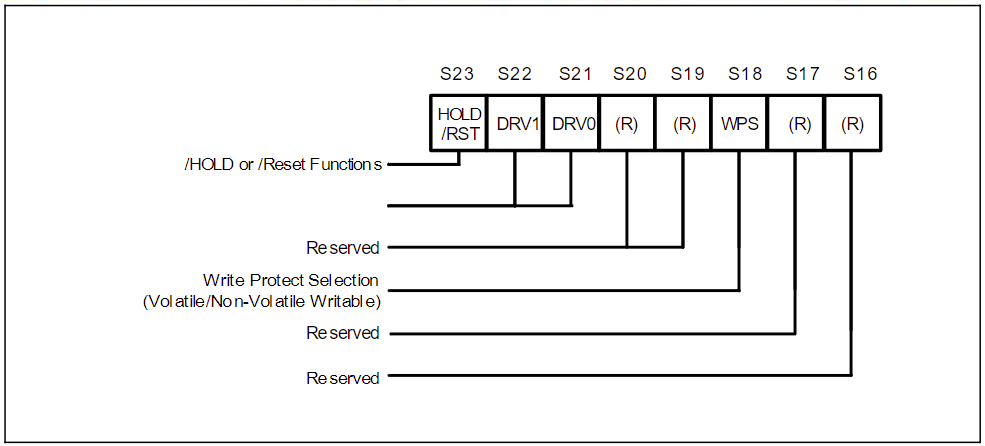 S23 S22 S21 S20 S19 S18 S17 S16
HOLD
/RST DRV1 DRV0 (R) (R) WPS (R) (R)
/HOLD or /Reset Functions
Reserved
Write Protect Selection
(Volatile/Non-Volatile Writable)
Reserved
Reserved